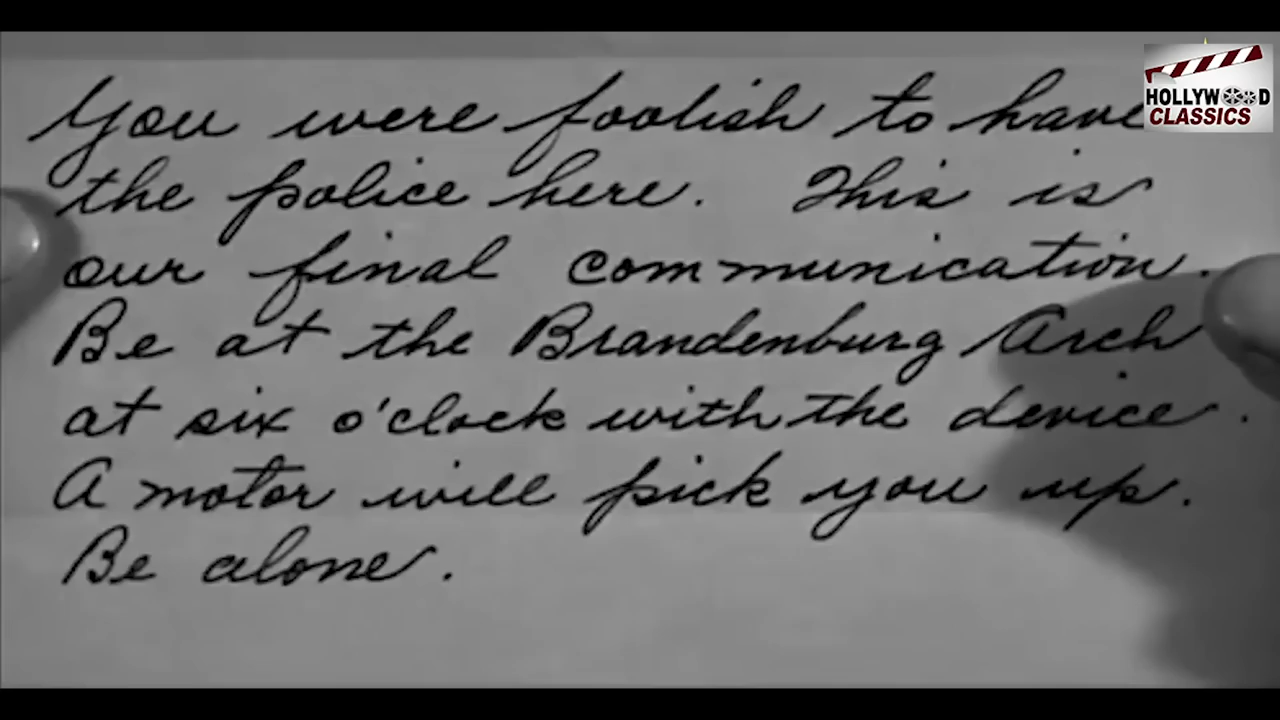 You were foolish to have
the police here. This is
our final communication.
Be at the Brandenburg Arch
at six o'clock with the device.
A motor will pick you up.
Be alone.
HOLLYWOOD
CLASSICS